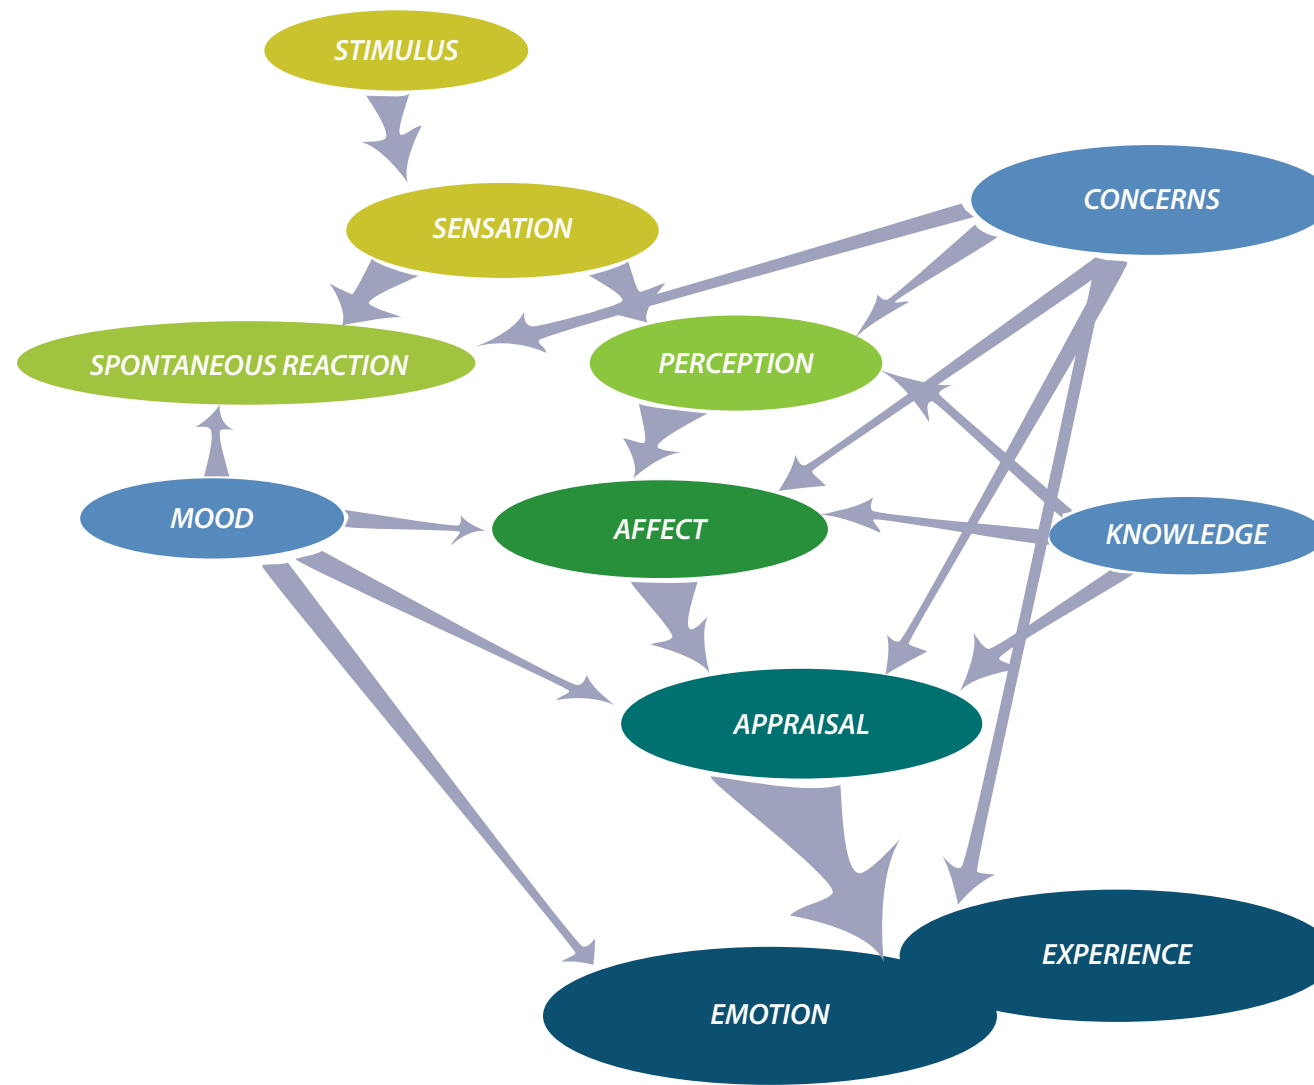 STIMULUS
CONCERNS
SENSATION
SPONTANEOUS REACTION
PERCEPTION
MOOD
AFFECT
KNOWLEDGE
APPRAISAL
EXPERIENCE
EMOTION